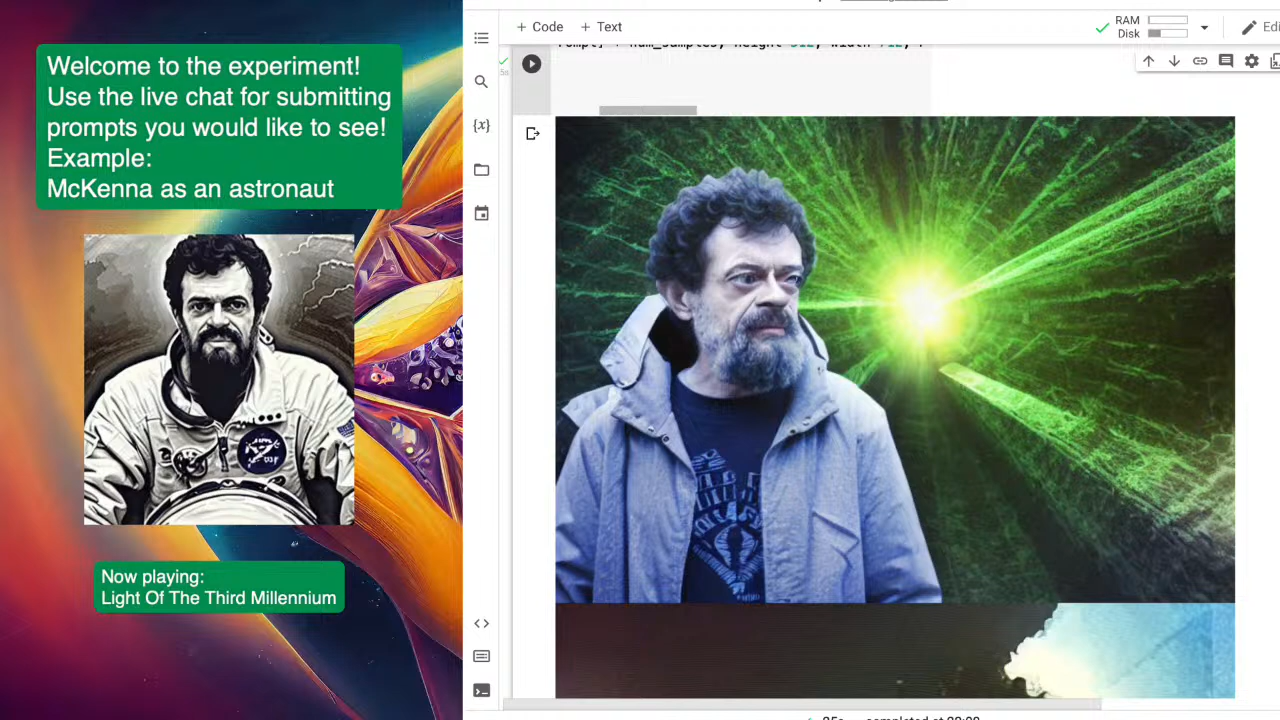 Welcome to the experiment!
Use the live chat for submitting
prompts you would like to see!
Example:
McKenna as an astronaut
Now playing:
Light Of The Third Millennium
+ Code + Text
RAM
Disk
{x}
5s